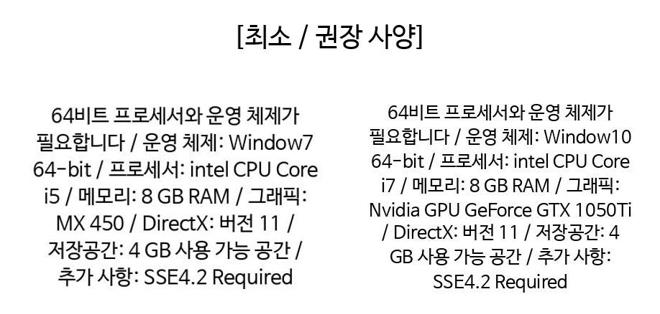 [최소 / 권장 사양]
64비트 프로세서와 운영 체제가
필요합니다 / 운영 체제: Window7
64-bit / 프로세서: intel CPU Core
i5 / 메모리: 8 GB RAM / 그래픽:
MX 450 / DirectX: 버전 11 /
저장공간: 4 GB 사용 가능 공간 /
추가 사항: SSE4.2 Required
64비트 프로세서와 운영 체제가
필요합니다 / 운영 체제: Window10
64-bit / 프로세서: intel CPU Core
i7 / 메모리: 8 GB RAM / 그래픽:
Nvidia GPU GeForce GTX 1050Ti
/ DirectX: 버전 11 / 저장공간: 4
GB 사용 가능 공간 / 추가 사항:
SSE4.2 Required